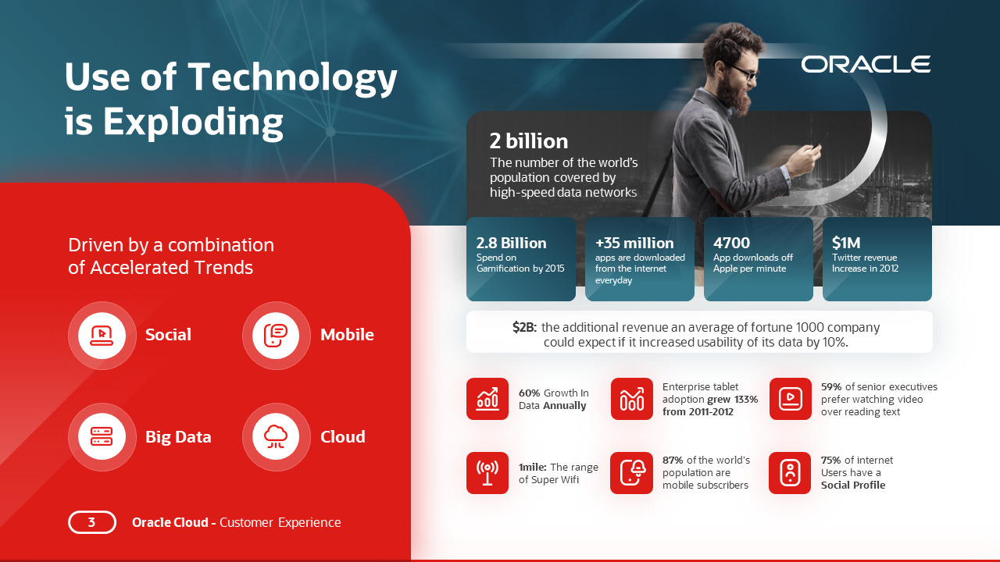 Use of Technology
is Exploding
ORACLE
2 billion
The number of the world's
population covered by
high-speed data networks
2.8 Billion
Spend on
Gamification by 2015
+35 million
apps are downloaded
from the internet
everyday
4700
App downloads off
Apple per minute
$1M
Twitter revenue
Increase in 2012
$2B: the additional revenue an average of fortune 1000 company
could expect if it increased usability of its data by 10%.
Driven by a combination
of Accelerated Trends
Social
Mobile
Big Data
Cloud
60% Growth In
Data Annually
Enterprise tablet
adoption grew 133%
from 2011-2012
59% of senior executives
prefer watching video
over reading text
1mile: The range
of Super Wifi
87% of the world's
population are
mobile subscribers
75% of internet
Users have a
Social Profile
3
Oracle Cloud - Customer Experience